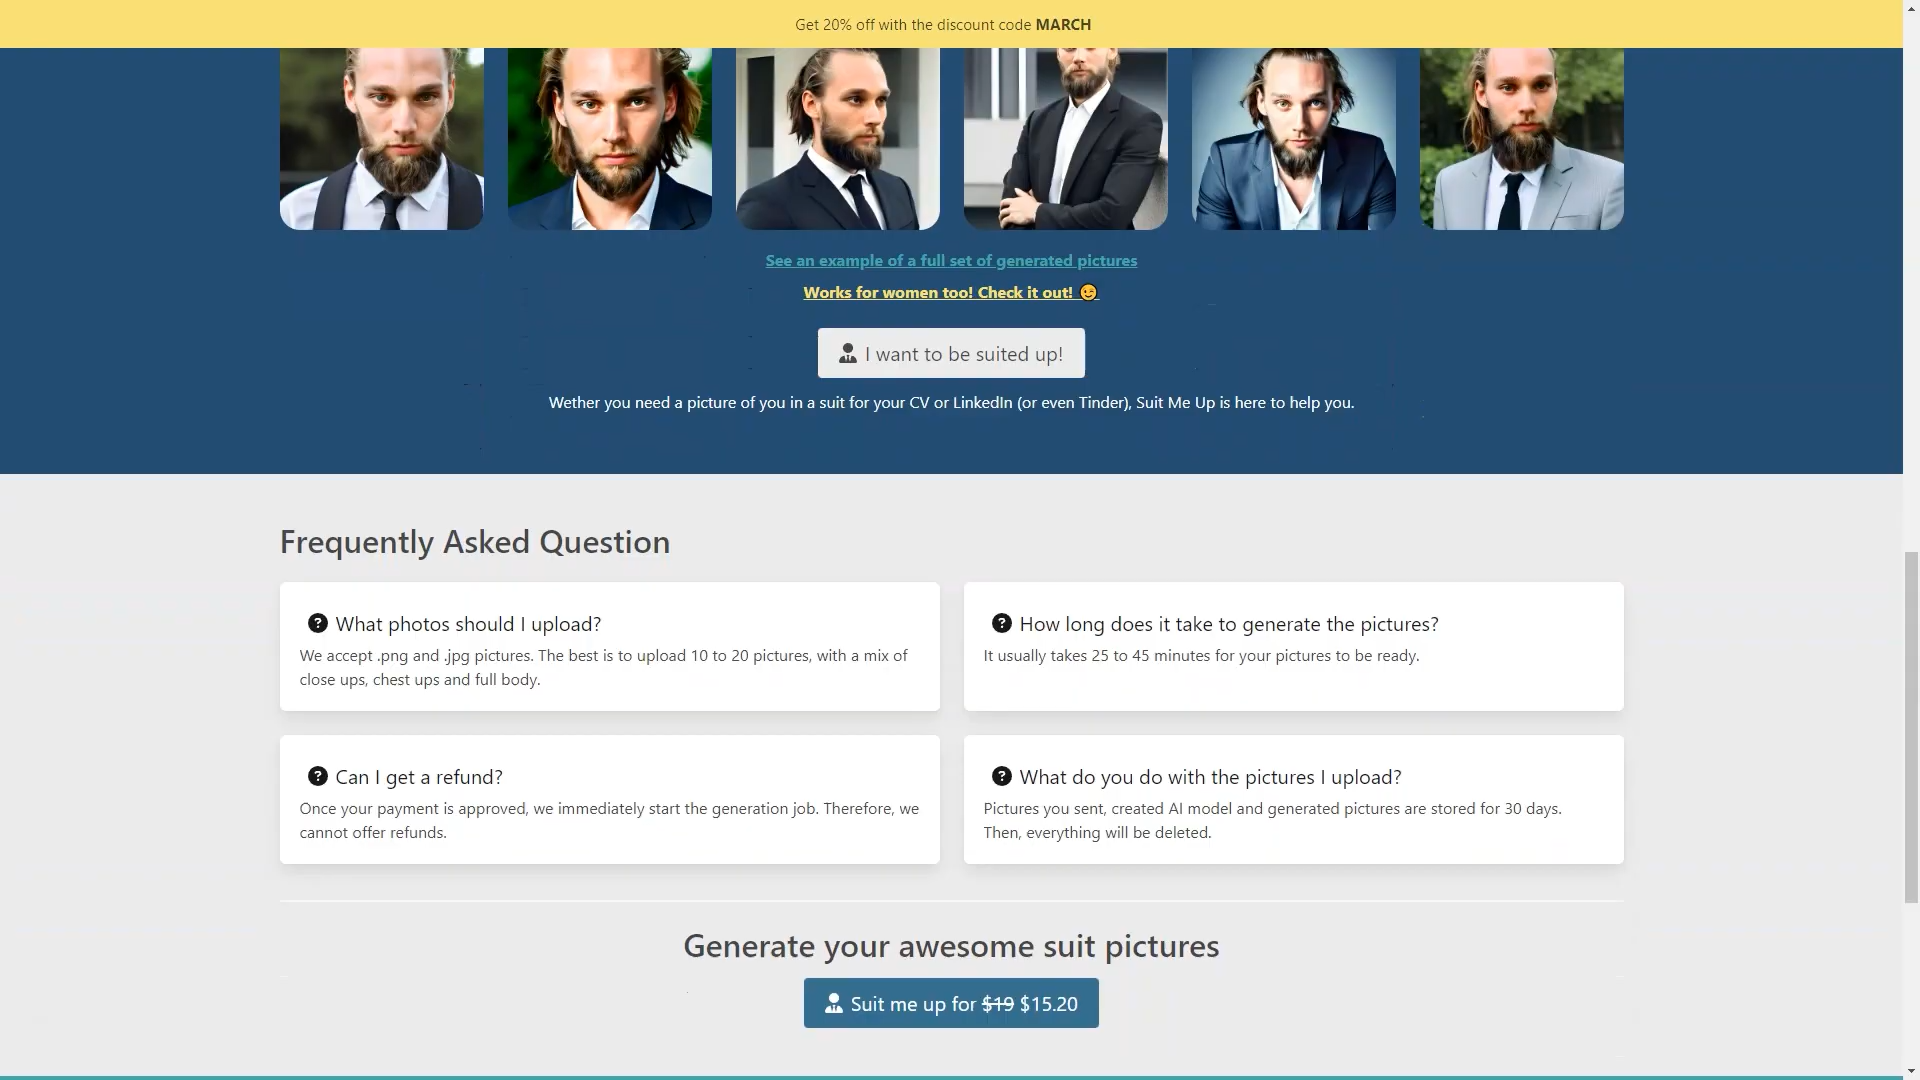 Get 20% off with the discount code MARCH
See an example of a full set of generated pictures
Works for women too! Check it out! 😉
I want to be suited up!
Wether you need a picture of you in a suit for your CV or LinkedIn (or even Tinder), Suit Me Up is here to help you.
Frequently Asked Question
What photos should I upload?
We accept .png and .jpg pictures. The best is to upload 10 to 20 pictures, with a mix of
close ups, chest ups and full body.
How long does it take to generate the pictures?
It usually takes 25 to 45 minutes for your pictures to be ready.
Can I get a refund?
Once your payment is approved, we immediately start the generation job. Therefore, we
cannot offer refunds.
What do you do with the pictures I upload?
Pictures you sent, created AI model and generated pictures are stored for 30 days.
Then, everything will be deleted.
Generate your awesome suit pictures
Suit me up for $19 $15.20